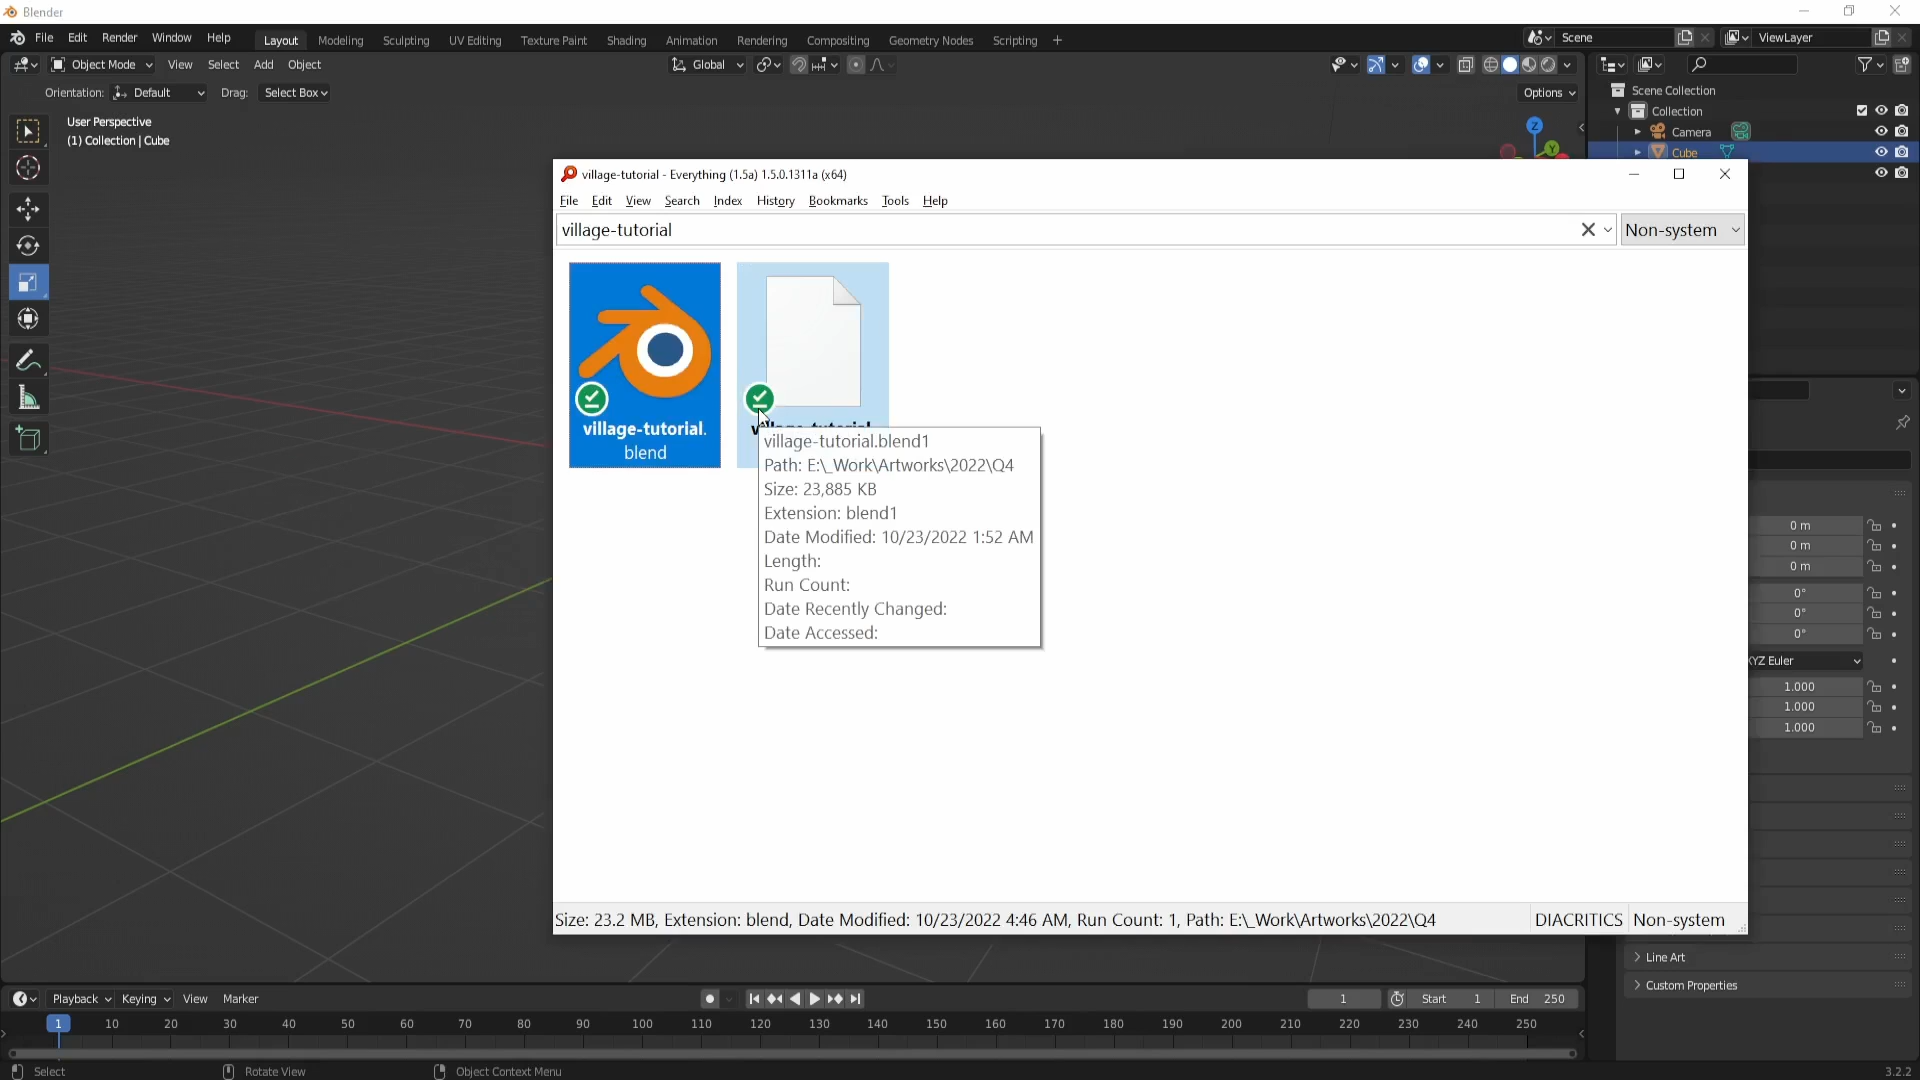 Blender
File Edit Render Window Help Layout Modeling Sculpting UV Editing Texture Paint Shading Animation Rendering Compositing Geometry Nodes Scripting + Scene ViewLayer
Object Mode View Select Add Object Global
Orientation: Default Drag: Select Box Options
User Perspective
(1) Collection | Cube
Z
Y
Scene Collection
Collection
Camera
Cube
village-tutorial - Everything (1.5a) 1.5.0.1311a (x64)
File Edit View Search Index History Bookmarks Tools Help
village-tutorial Non-system
village-tutorial.
blend
village-tutorial.blend1
Path: E:\_Work\Artworks\2022\Q4
Size: 23,885 KB
Extension: blend1
Date Modified: 10/23/2022 1:52 AM
Length:
Run Count:
Date Recently Changed:
Date Accessed:
Size: 23.2 MB, Extension: blend, Date Modified: 10/23/2022 4:46 AM, Run Count: 1, Path: E:\_Work\Artworks\2022\Q4 DIACRITICS Non-system
0 m
0 m
0 m
0°
0°
0°
XYZ Euler
1.000
1.000
1.000
Line Art
Custom Properties
Playback Keying View Marker 1 Start 1 End 250
1 10 20 30 40 50 60 70 80 90 100 110 120 130 140 150 160 170 180 190 200 210 220 230 240 250
Select Rotate View Object Context Menu 3.2.2